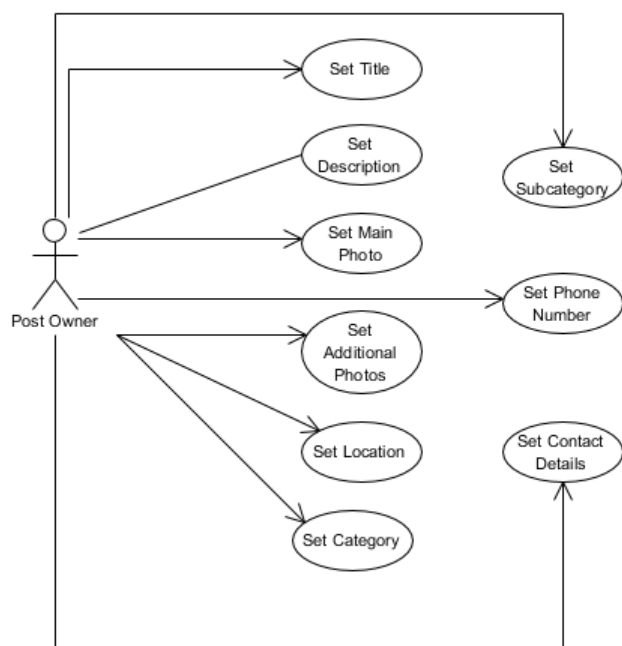 Set Title
Set
Description
Set
Subcategory
Set Main
Photo
Set Phone
Number
Post Owner
Set
Additional
Photos
Set Location
Set Contact
Details
Set Category